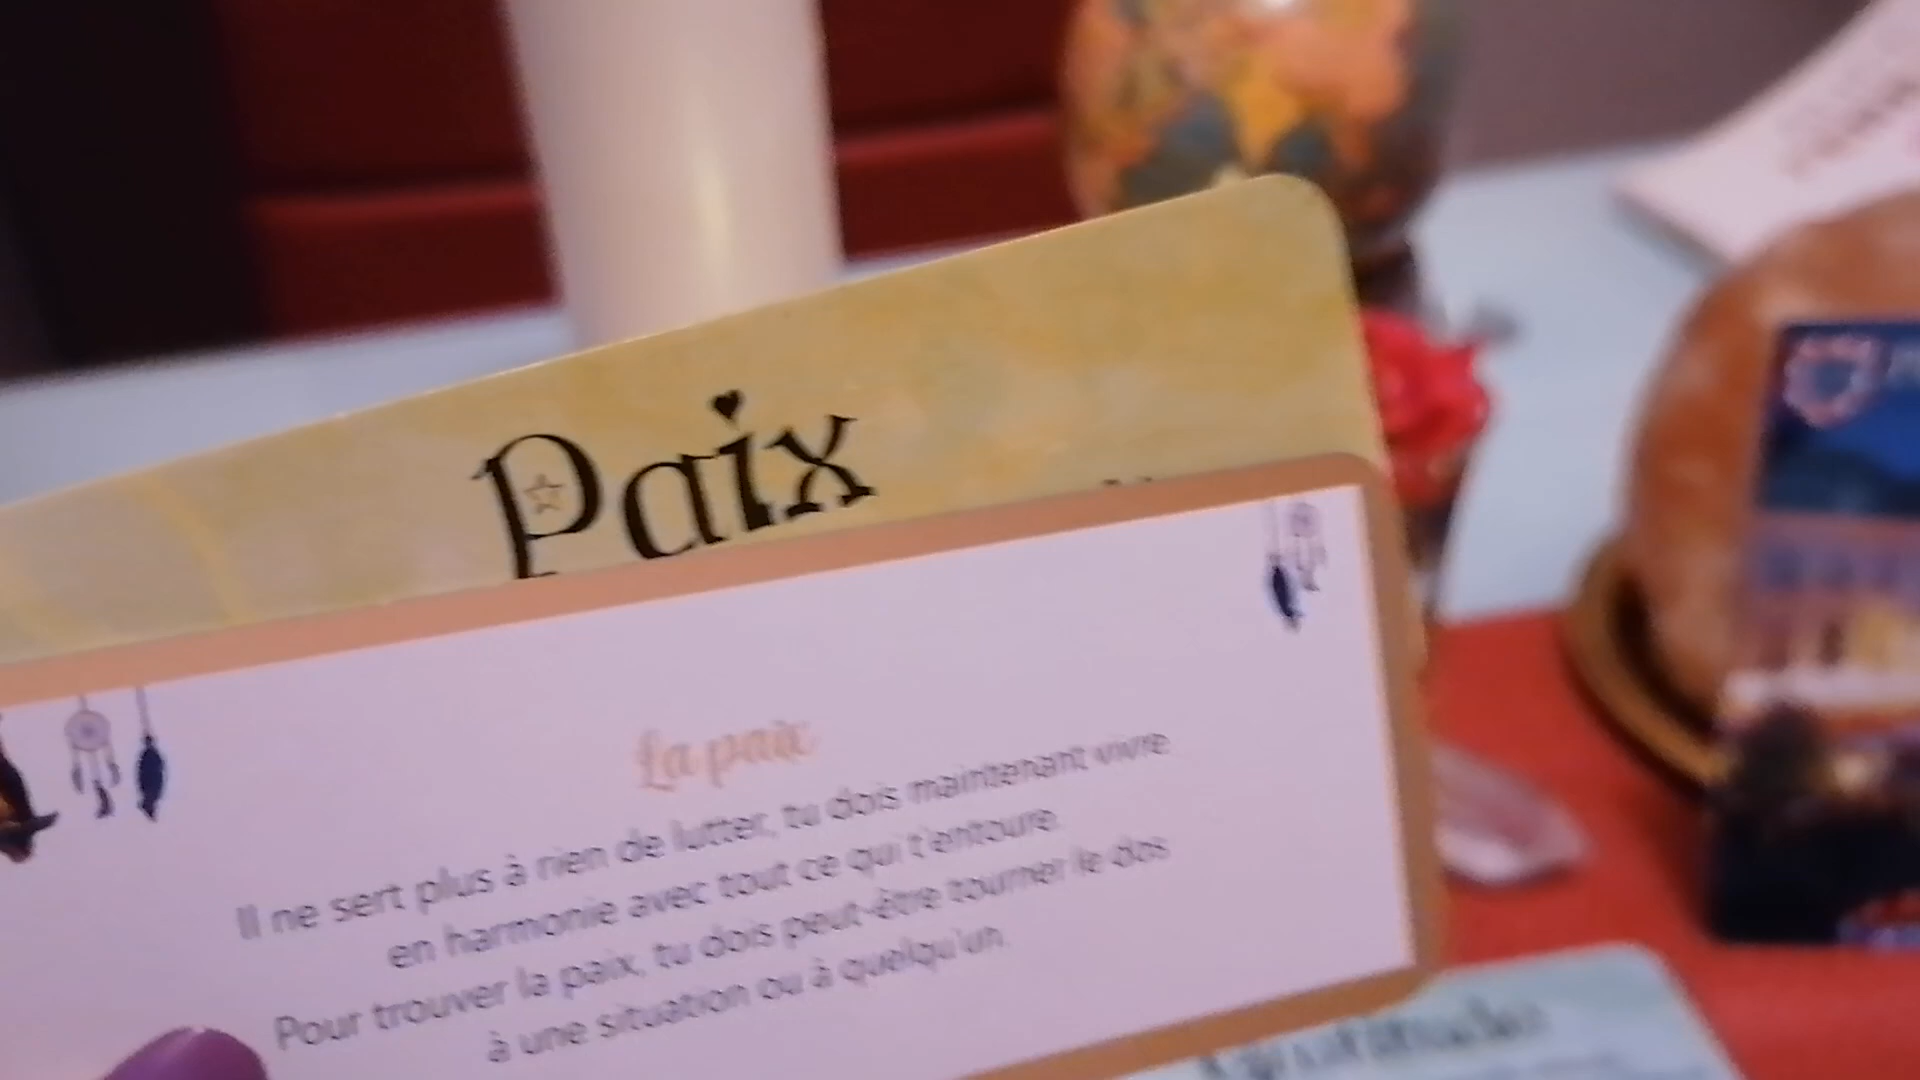 Paix
La paix
Il ne sert plus à rien de lutter, tu dois maintenant vivre
en harmonie avec tout ce qui t'entoure.
Pour trouver la paix, tu dois peut-être tourner le dos
à une situation ou à quelqu'un.